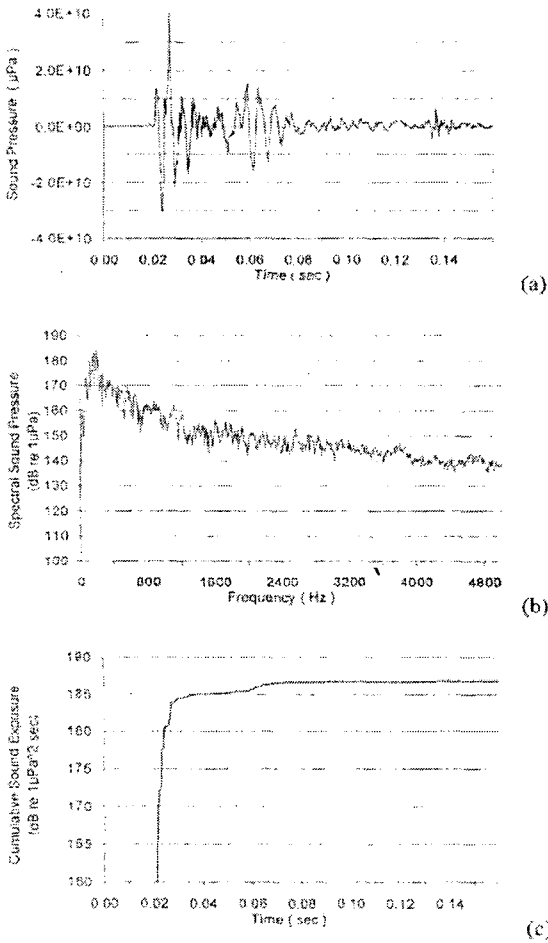 4.0E+10
2.0E+10
0.0E+00
-2.0E+10
-4.0E+10
Sound Pressure ( µPa )
0.00 0.02 0.04 0.06 0.08 0.10 0.12 0.14
Time ( sec )
(a)
190
180
170
160
150
140
130
120
110
100
Spectral Sound Pressure
(dB re 1µPa)
0 800 1600 2400 3200 4000 4800
Frequency ( Hz )
(b)
190
185
180
175
170
165
160
Cumulative Sound Exposure
(dB re 1µPa^2 sec)
0.00 0.02 0.04 0.06 0.08 0.10 0.12 0.14
Time ( sec )
(c)